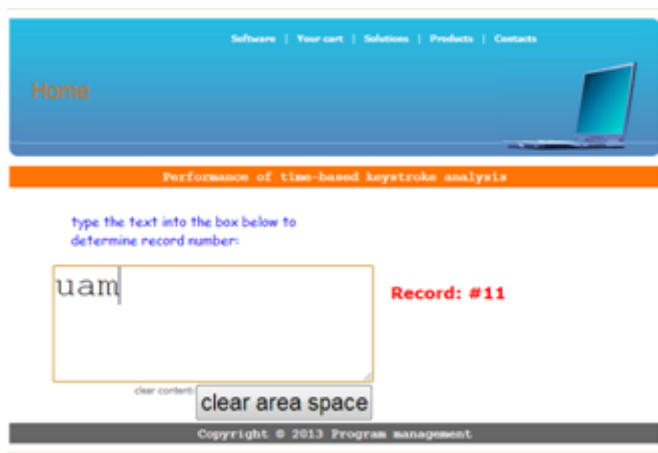 Software | Your cart | Solutions | Products | Contacts
Home
Performance of time-based keystroke analysis
type the text into the box below to
determine record number:
uam
Record: #11
clear content:
clear area space
Copyright © 2013 Program management